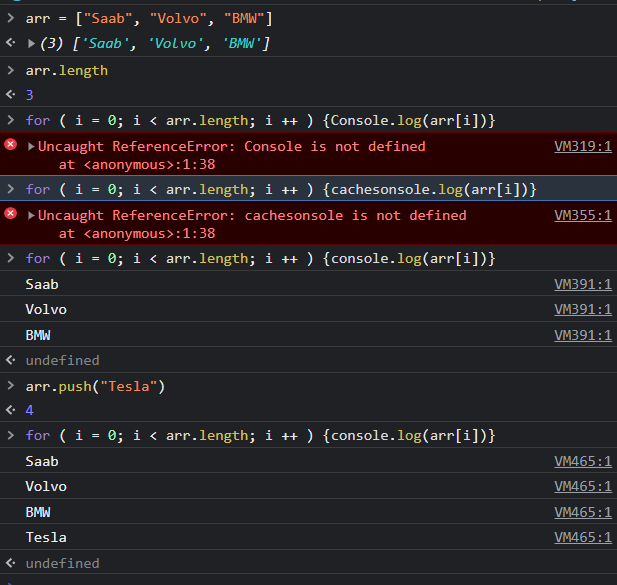 arr = ["Saab", "Volvo", "BMW"]
(3) ['Saab', 'Volvo', 'BMW']
arr.length
3
for ( i = 0; i < arr.length; i ++ ) {Console.log(arr[i])}
Uncaught ReferenceError: Console is not defined VM319:1
at <anonymous>:1:38
for ( i = 0; i < arr.length; i ++ ) {cachesonsole.log(arr[i])}
Uncaught ReferenceError: cachesonsole is not defined VM355:1
at <anonymous>:1:38
for ( i = 0; i < arr.length; i ++ ) {console.log(arr[i])}
Saab VM391:1
Volvo VM391:1
BMW VM391:1
undefined
arr.push("Tesla")
4
for ( i = 0; i < arr.length; i ++ ) {console.log(arr[i])}
Saab VM465:1
Volvo VM465:1
BMW VM465:1
Tesla VM465:1
undefined